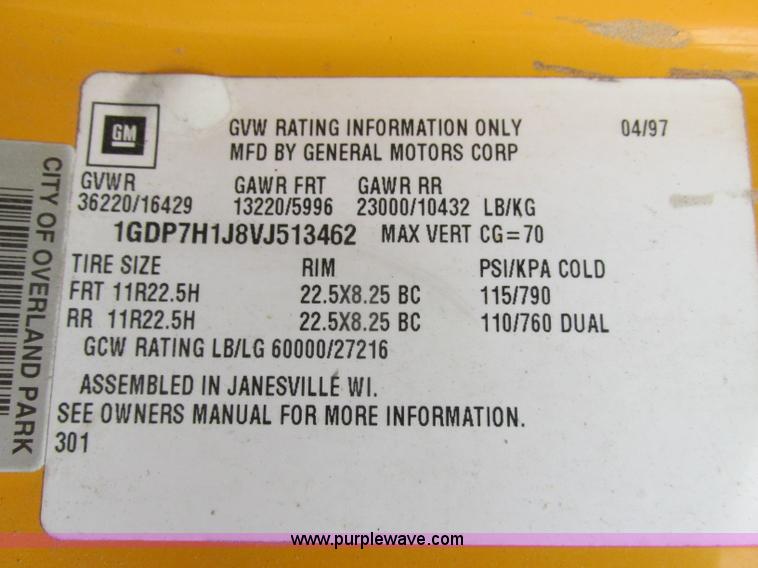 GM
GVW RATING INFORMATION ONLY 04/97
MFD BY GENERAL MOTORS CORP
GVWR GAWR FRT GAWR RR
36220/16429 13220/5996 23000/10432 LB/KG
1GDP7H1J8VJ513462 MAX VERT CG=70
TIRE SIZE RIM PSI/KPA COLD
FRT 11R22.5H 22.5X8.25 BC 115/790
RR 11R22.5H 22.5X8.25 BC 110/760 DUAL
GCW RATING LB/LG 60000/27216
ASSEMBLED IN JANESVILLE WI.
SEE OWNERS MANUAL FOR MORE INFORMATION.
301
CITY OF OVERLAND PARK
www.purplewave.com